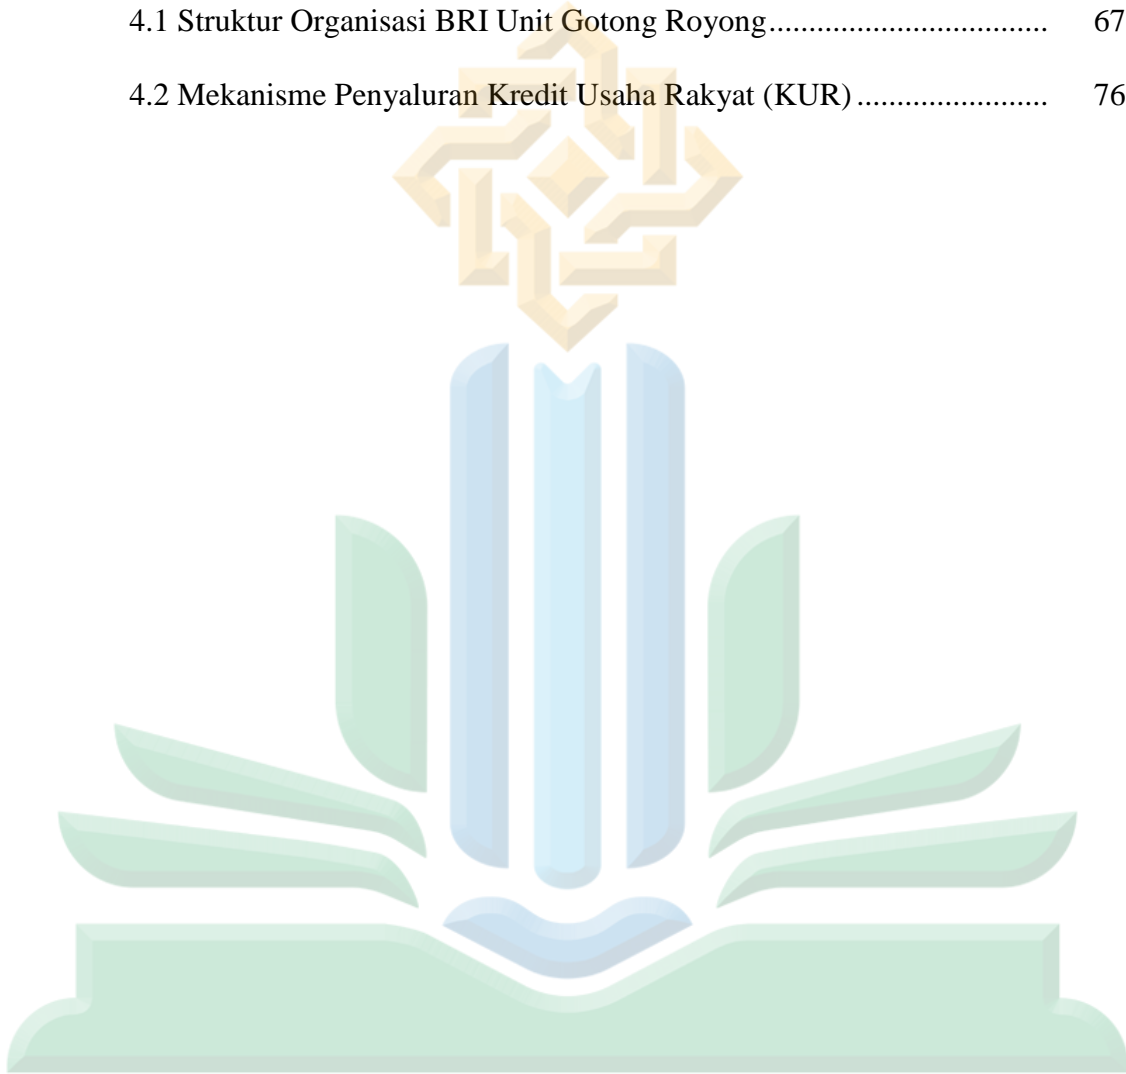 4.1 Struktur Organisasi BRI Unit Gotong Royong............................... 67
4.2 Mekanisme Penyaluran Kredit Usaha Rakyat (KUR)....................... 76